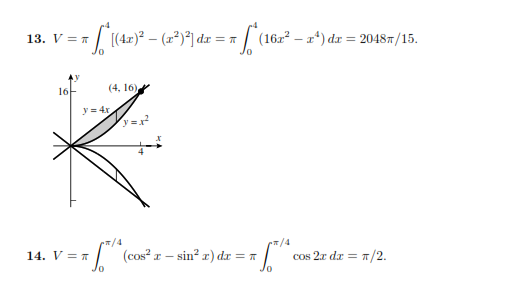 13. V = π ∫₀⁴ [(4x)² − (x²)²] dx = π ∫₀⁴ (16x² − x⁴) dx = 2048π/15.
y
16
(4, 16)
y = 4x
y = x²
x
4
14. V = π ∫₀^{π/4} (cos² x − sin² x) dx = π ∫₀^{π/4} cos 2x dx = π/2.